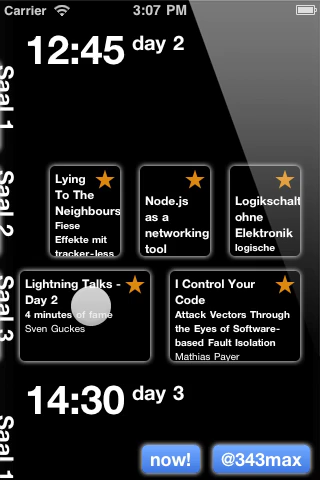 Carrier 3:07 PM
12:45 day 2
Saal 1
Saal 2
Lying
To The
Neighbours
Fiese
Effekte mit
tracker-less
Node.js
as a
networking
tool
Logikschalt
ohne
Elektronik
logische
Saal 3
Lightning Talks -
Day 2
4 minutes of fame
Sven Guckes
I Control Your
Code
Attack Vectors Through
the Eyes of Software-
based Fault Isolation
Mathias Payer
14:30 day 3
Saal 1
now!
@343max